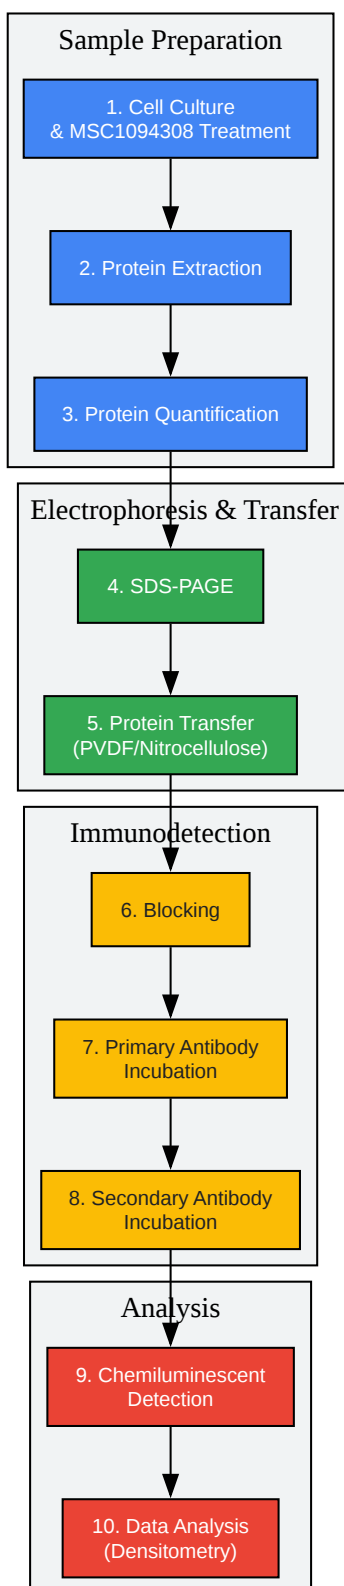 Sample Preparation
1. Cell Culture
& MSC1094308 Treatment
2. Protein Extraction
3. Protein Quantification
Electrophoresis & Transfer
4. SDS-PAGE
5. Protein Transfer
(PVDF/Nitrocellulose)
Immunodetection
6. Blocking
7. Primary Antibody
Incubation
8. Secondary Antibody
Incubation
Analysis
9. Chemiluminescent
Detection
10. Data Analysis
(Densitometry)